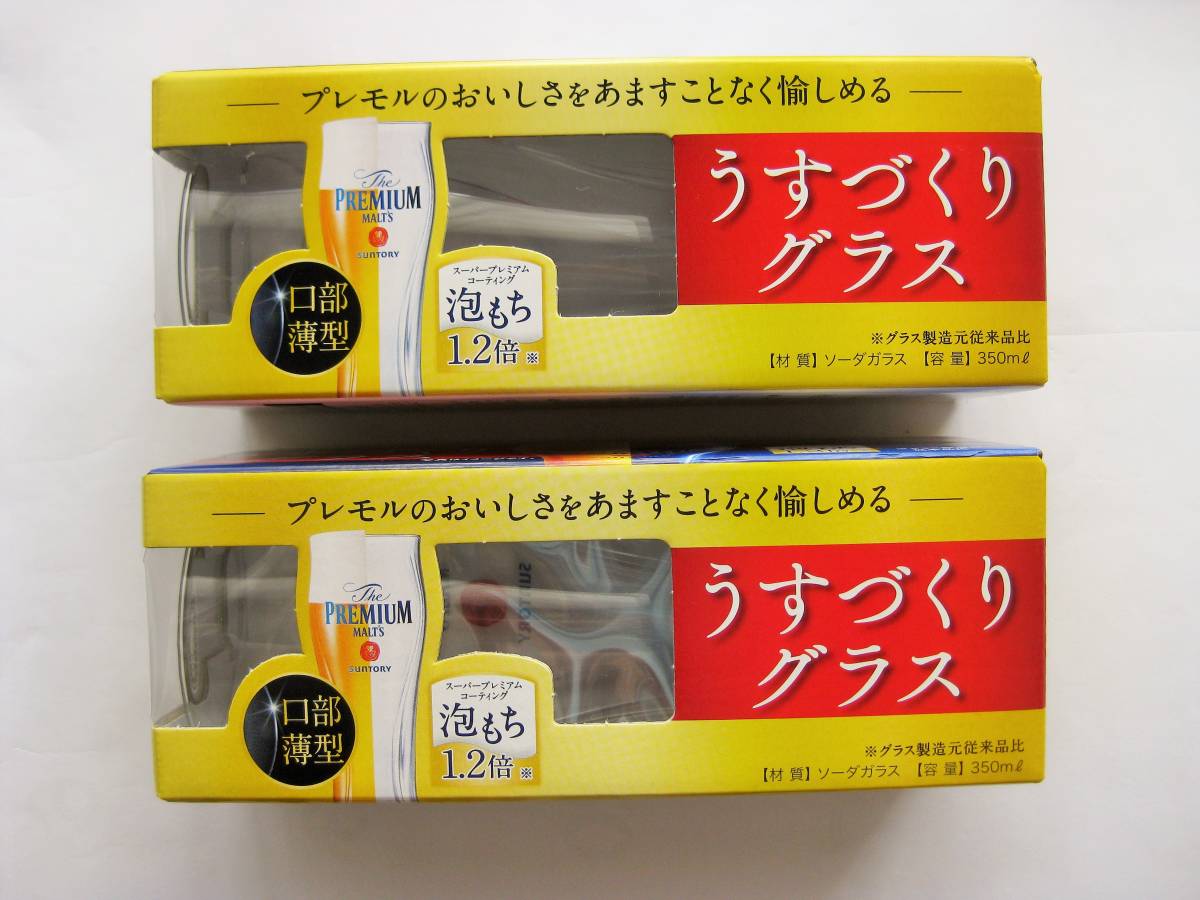 プレモルのおいしさをあますことなく愉しめる
The
PREMIUM
MALT'S
SUNTORY
口部
薄型
スーパープレミアム
コーティング
泡もち
1.2倍※
うすづくり
グラス
※グラス製造元従来品比
【材 質】ソーダガラス 【容 量】350mℓ
プレモルのおいしさをあますことなく愉しめる
The
PREMIUM
MALT'S
SUNTORY
SUNTORY
口部
薄型
スーパープレミアム
コーティング
泡もち
1.2倍※
うすづくり
グラス
※グラス製造元従来品比
【材 質】ソーダガラス 【容 量】350mℓ